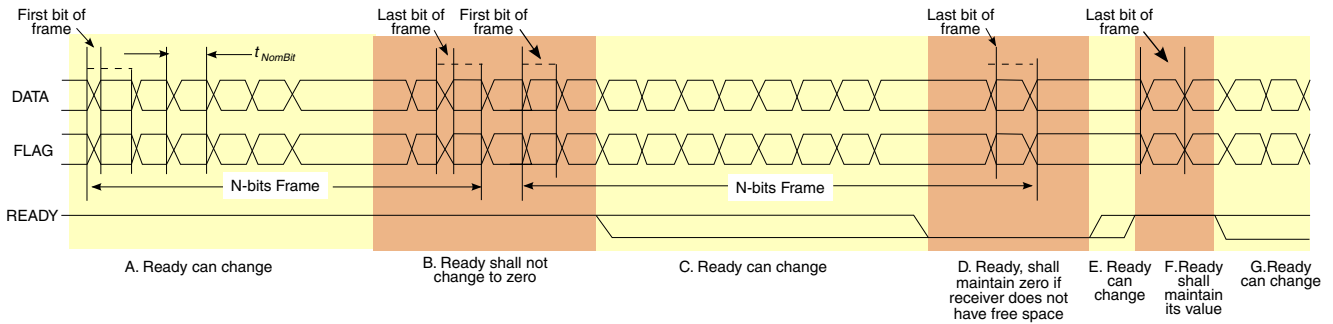 First bit of
frame
t NomBit
Last bit of
frame
First bit of
frame
Last bit of
frame
Last bit of
frame
DATA
FLAG
N-bits Frame
N-bits Frame
READY
A. Ready can change
B. Ready shall not
change to zero
C. Ready can change
D. Ready, shall
maintain zero if
receiver does not
have free space
E. Ready
can
change
F.Ready
shall
maintain
its value
G.Ready
can change